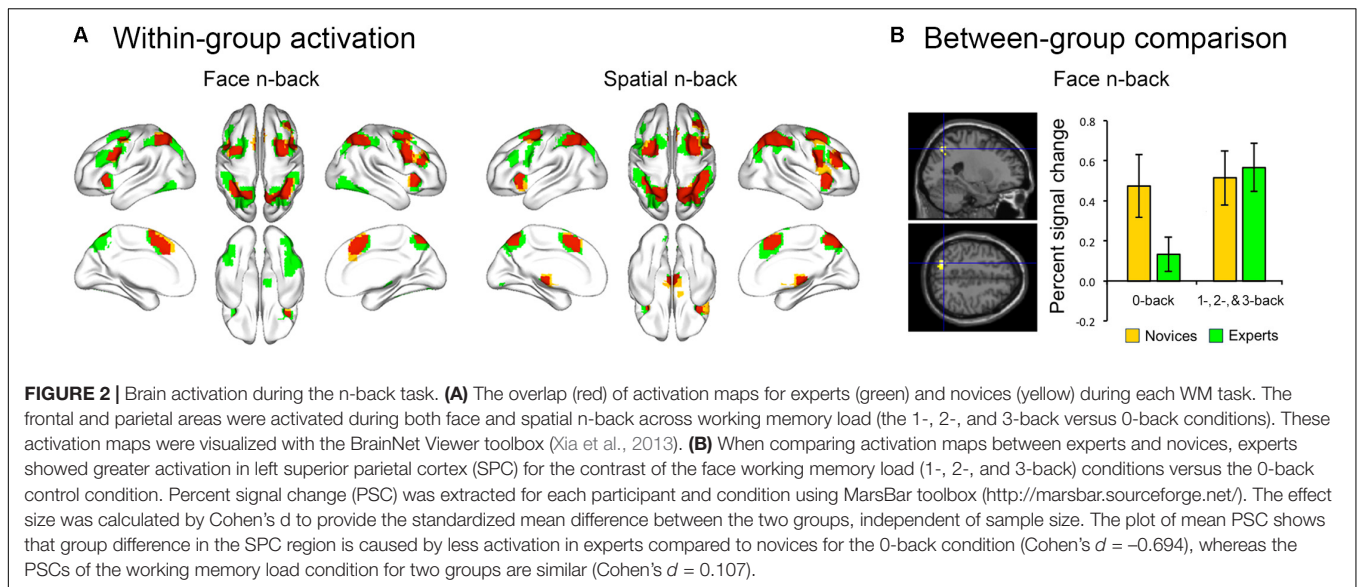 A Within-group activation
Face n-back
Spatial n-back
B Between-group comparison
Face n-back
Percent signal change
0.8
0.6
0.4
0.2
0.0
-0.2
0-back
1-, 2-, & 3-back
Novices
Experts
FIGURE 2 | Brain activation during the n-back task. (A) The overlap (red) of activation maps for experts (green) and novices (yellow) during each WM task. The
frontal and parietal areas were activated during both face and spatial n-back across working memory load (the 1-, 2-, and 3-back versus 0-back conditions). These
activation maps were visualized with the BrainNet Viewer toolbox (Xia et al., 2013). (B) When comparing activation maps between experts and novices, experts
showed greater activation in left superior parietal cortex (SPC) for the contrast of the face working memory load (1-, 2-, and 3-back) conditions versus the 0-back
control condition. Percent signal change (PSC) was extracted for each participant and condition using MarsBar toolbox (http://marsbar.sourceforge.net/). The effect
size was calculated by Cohen's d to provide the standardized mean difference between the two groups, independent of sample size. The plot of mean PSC shows
that group difference in the SPC region is caused by less activation in experts compared to novices for the 0-back condition (Cohen's d = –0.694), whereas the
PSCs of the working memory load condition for two groups are similar (Cohen's d = 0.107).